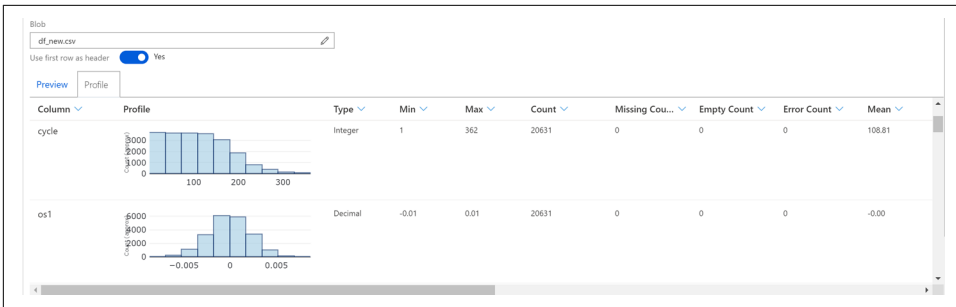 Blob
df_new.csv
Use first row as header Yes
Preview Profile
Column Profile Type Min Max Count Missing Cou... Empty Count Error Count Mean
cycle Integer 1 362 20631 0 0 0 108.81
3000
2000
1000
0
100 200 300
os1 Decimal -0.01 0.01 20631 0 0 0 -0.00
6000
4000
2000
0
−0.005 0 0.005